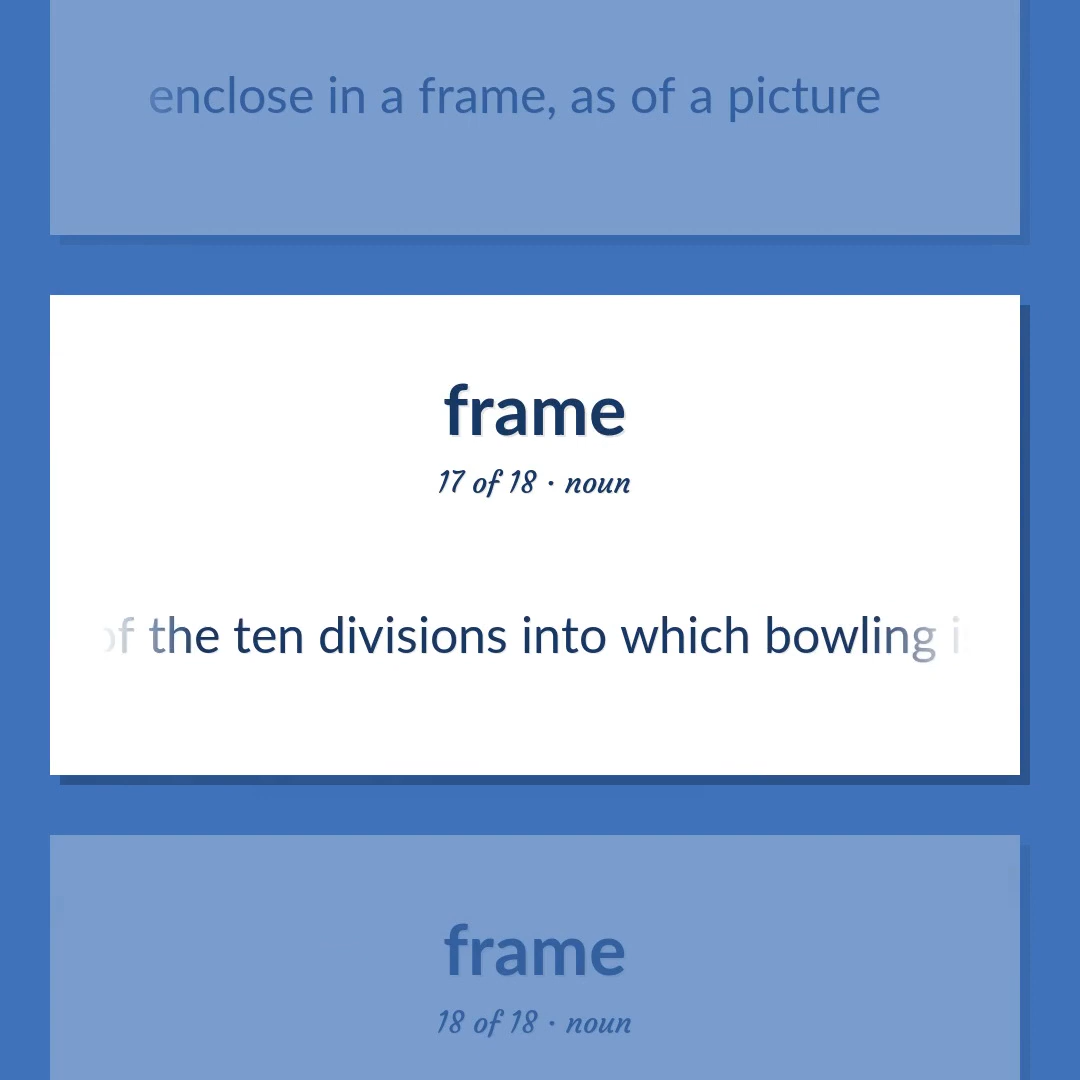 enclose in a frame, as of a picture
frame
17 of 18 · noun
of the ten divisions into which bowling
frame
18 of 18 · noun